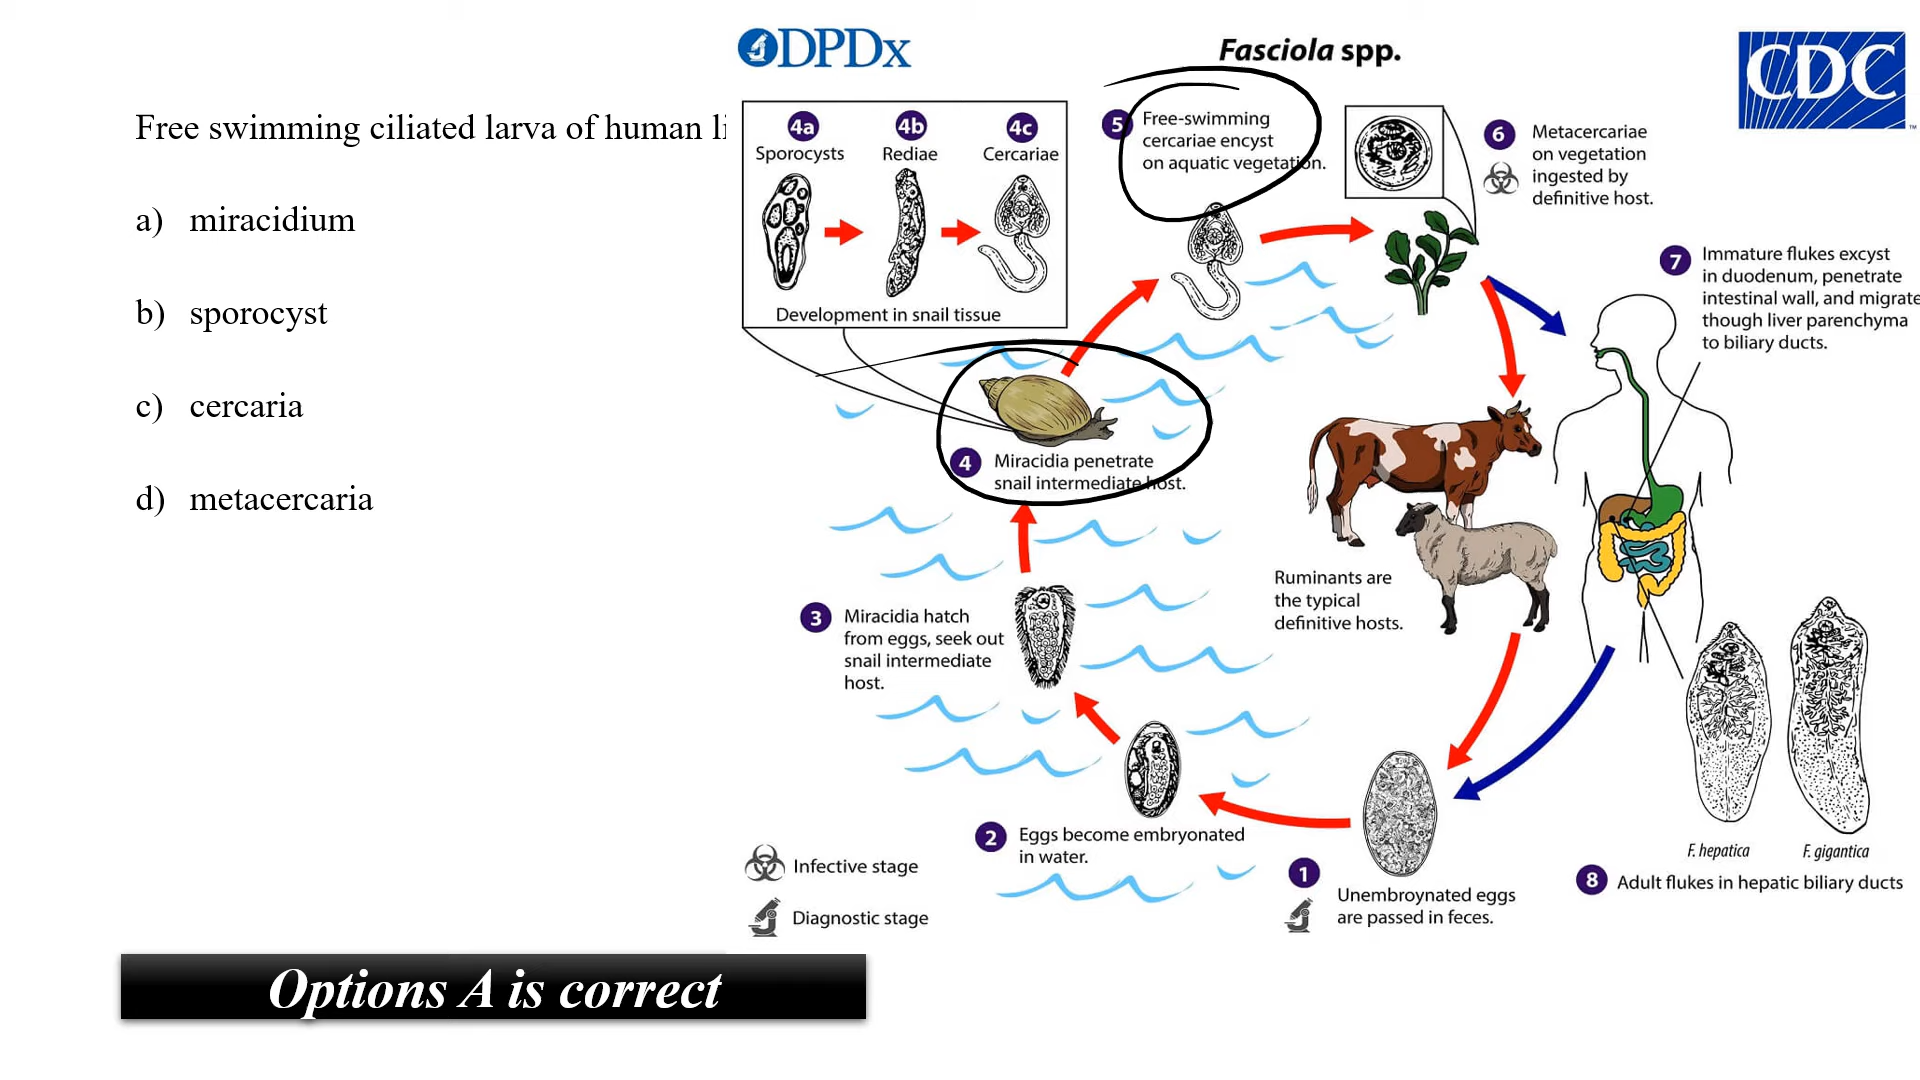 DPDx
Fasciola spp.
CDC
Free swimming ciliated larva of human
a) miracidium
b) sporocyst
c) cercaria
d) metacercaria
4a
Sporocysts
4b
Rediae
4c
Cercariae
Development in snail tissue
5
Free-swimming
cercariae encyst
on aquatic vegetation.
6
Metacercariae
on vegetation
ingested by
definitive host.
7
Immature flukes excyst
in duodenum, penetrate
intestinal wall, and migrate
though liver parenchyma
to biliary ducts.
4
Miracidia penetrate
snail intermediate host.
3
Miracidia hatch
from eggs, seek out
snail intermediate
host.
Ruminants are
the typical
definitive hosts.
2
Eggs become embryonated
in water.
1
Unembroynated eggs
are passed in feces.
F. hepatica
F. gigantica
8
Adult flukes in hepatic biliary ducts
Infective stage
Diagnostic stage
Options A is correct